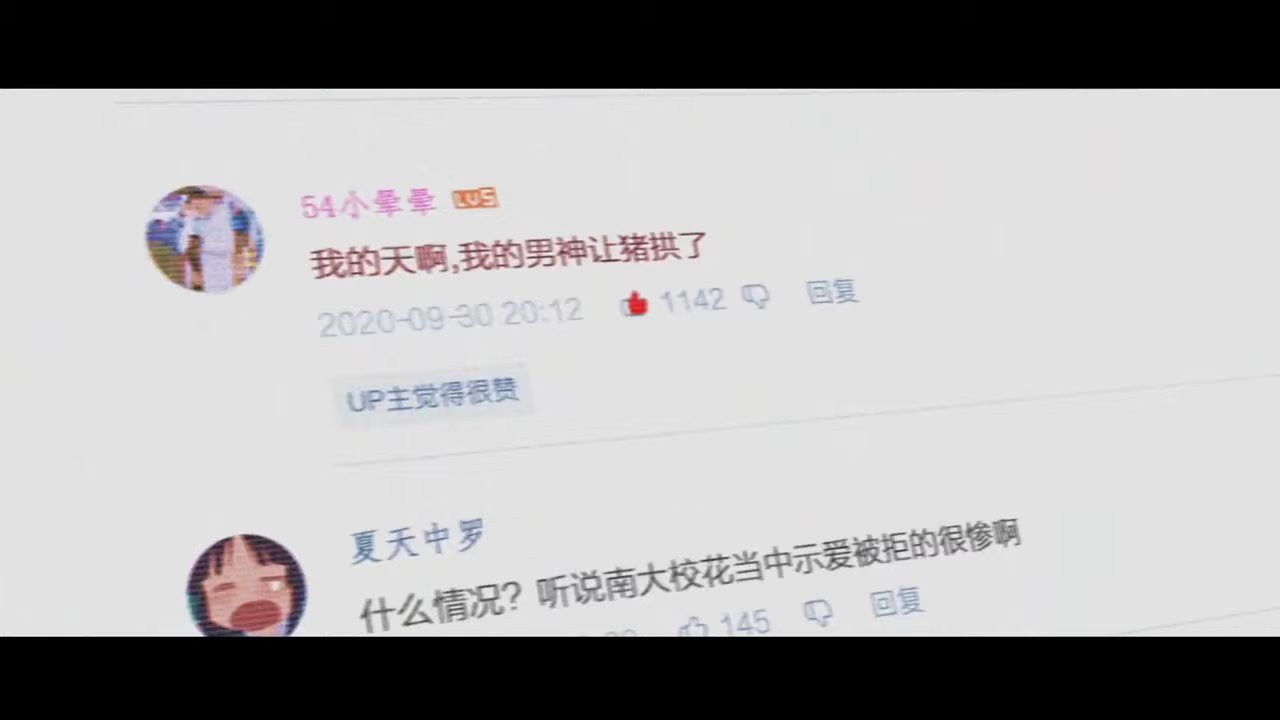 54小晕晕 LV5
我的天啊,我的男神让猪拱了
2020-09-30 20:12 1142 回复
UP主觉得很赞
夏天中罗
什么情况？听说南大校花当中示爱被拒的很惨啊
145 回复